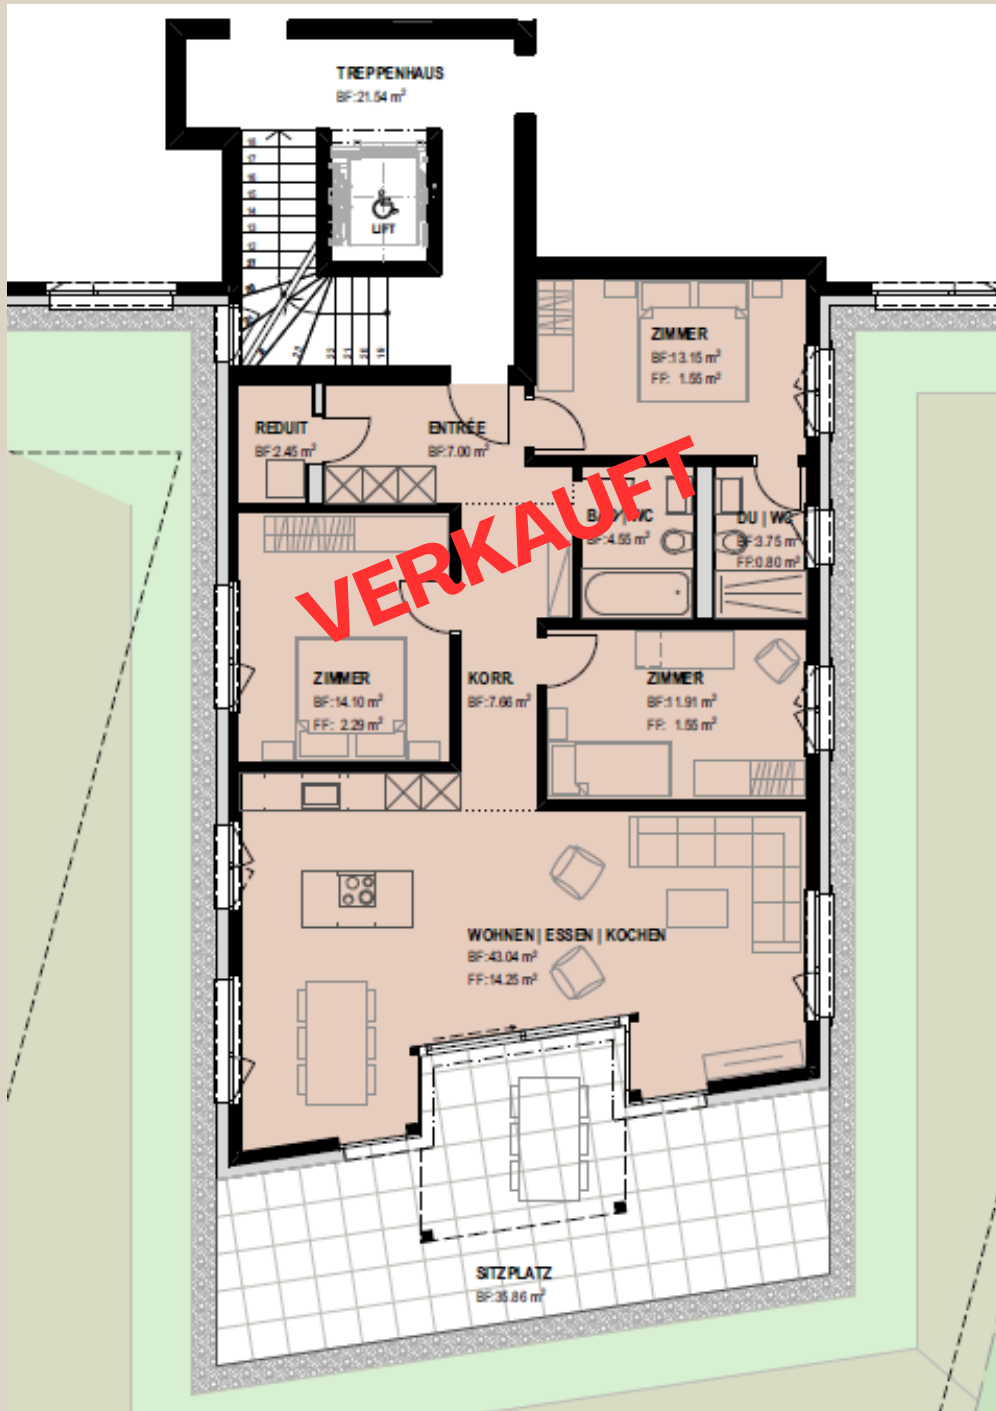 TREPPENHAUS
BF:21.54 m²
LIFT
ZIMMER
BF:13.15 m²
FF: 1.55 m²
REDUIT
BF:2.45 m²
ENTRÉE
BF:7.00 m²
VERKAUFT
BAD | WC
BF:4.55 m²
DU | WC
BF:3.75 m²
FF:0.80 m²
ZIMMER
BF:14.10 m²
FF: 2.29 m²
KORR.
BF:7.66 m²
ZIMMER
BF:11.91 m²
FF: 1.55 m²
WOHNEN | ESSEN | KOCHEN
BF:43.04 m²
FF:14.25 m²
SITZPLATZ
BF:35.86 m²